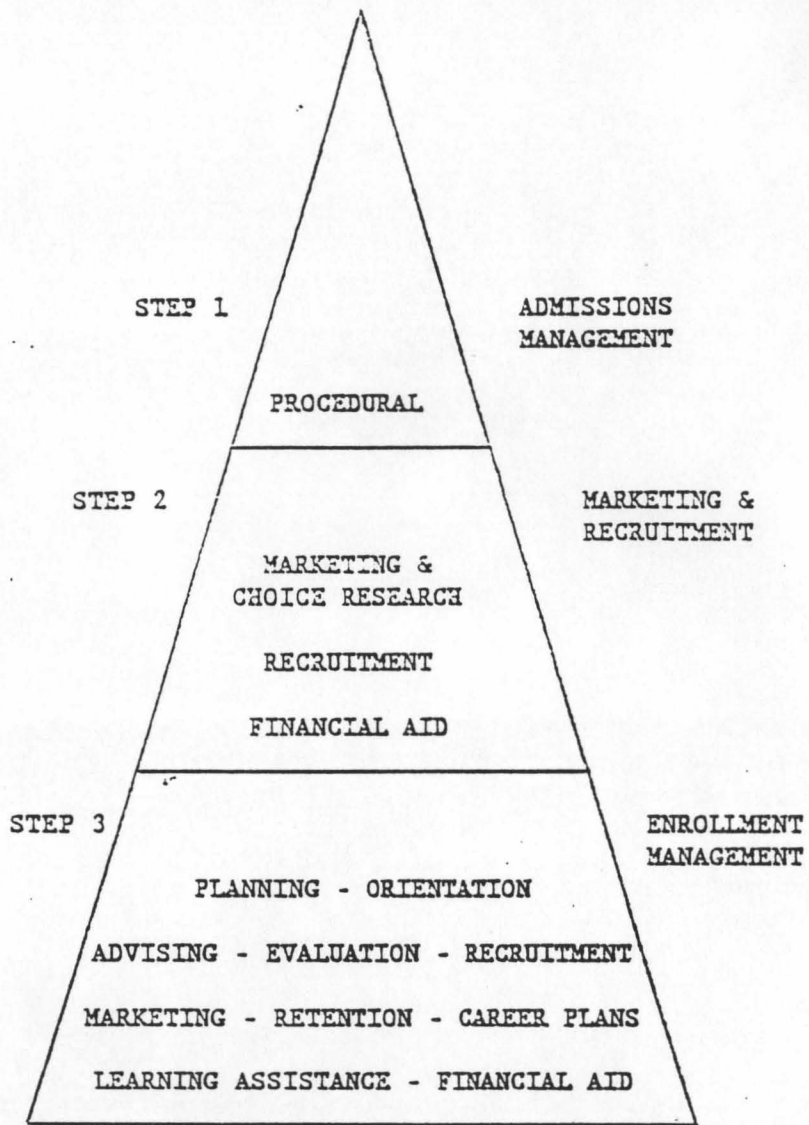 STEP 1
ADMISSIONS
MANAGEMENT
PROCEDURAL
STEP 2
MARKETING &
RECRUITMENT
MARKETING &
CHOICE RESEARCH
RECRUITMENT
FINANCIAL AID
STEP 3
ENROLLMENT
MANAGEMENT
PLANNING - ORIENTATION
ADVISING - EVALUATION - RECRUITMENT
MARKETING - RETENTION - CAREER PLANS
LEARNING ASSISTANCE - FINANCIAL AID